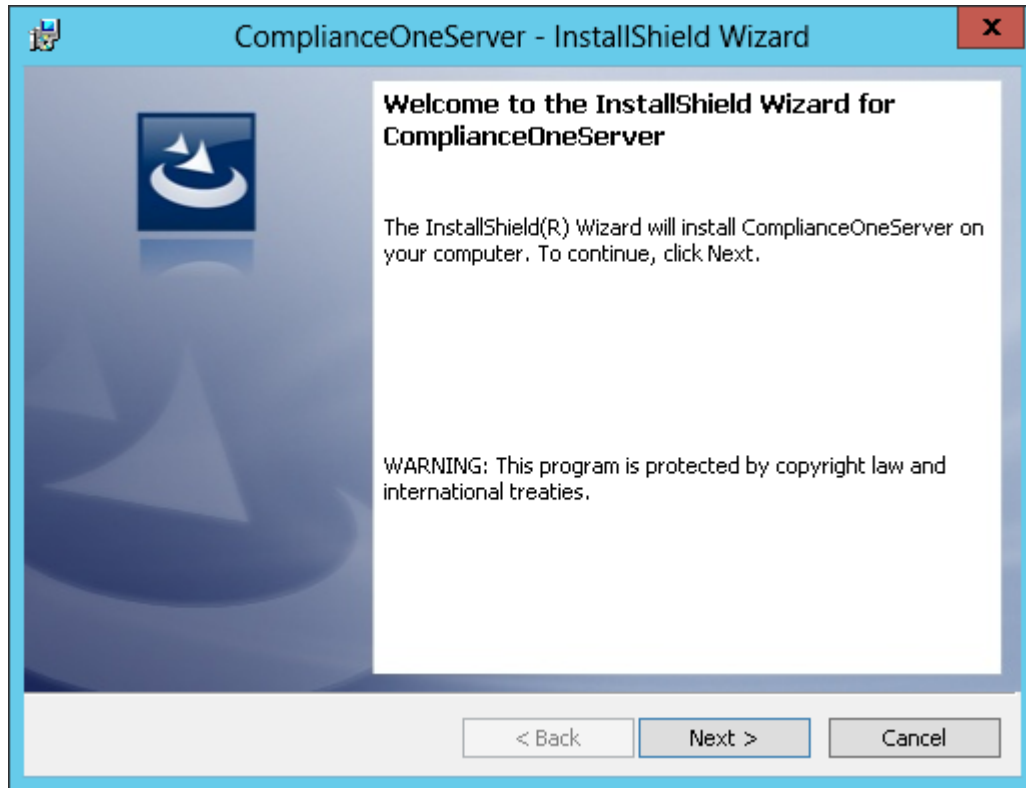 ComplianceOneServer - InstallShield Wizard
x
Welcome to the InstallShield Wizard for
ComplianceOneServer
The InstallShield(R) Wizard will install ComplianceOneServer on
your computer. To continue, click Next.
WARNING: This program is protected by copyright law and
international treaties.
< Back
Next >
Cancel